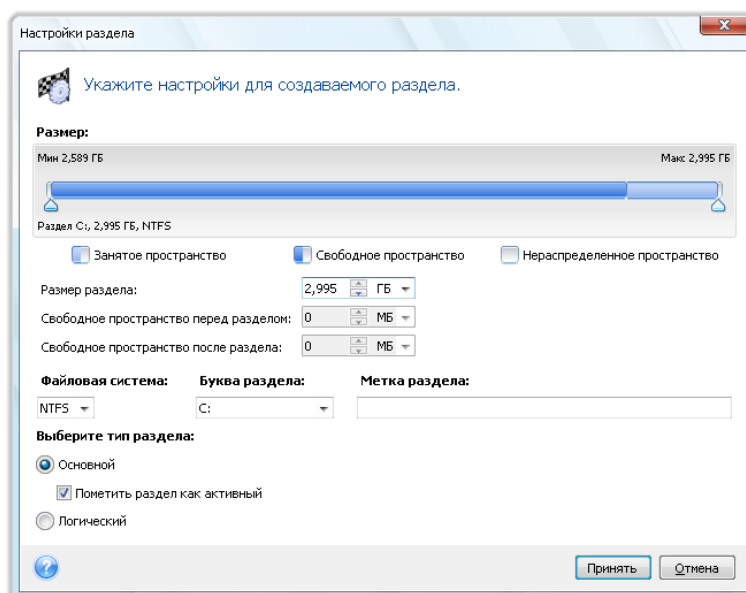 Настройки раздела
Укажите настройки для создаваемого раздела.
Размер:
Мин 2,589 ГБ Макс 2,995 ГБ
Раздел C:, 2,995 ГБ, NTFS
Занятое пространство Свободное пространство Нераспределенное пространство
Размер раздела: 2,995 ГБ
Свободное пространство перед разделом: 0 МБ
Свободное пространство после раздела: 0 МБ
Файловая система: Буква раздела: Метка раздела:
NTFS C:
Выберите тип раздела:
Основной
Пометить раздел как активный
Логический
Принять Отмена